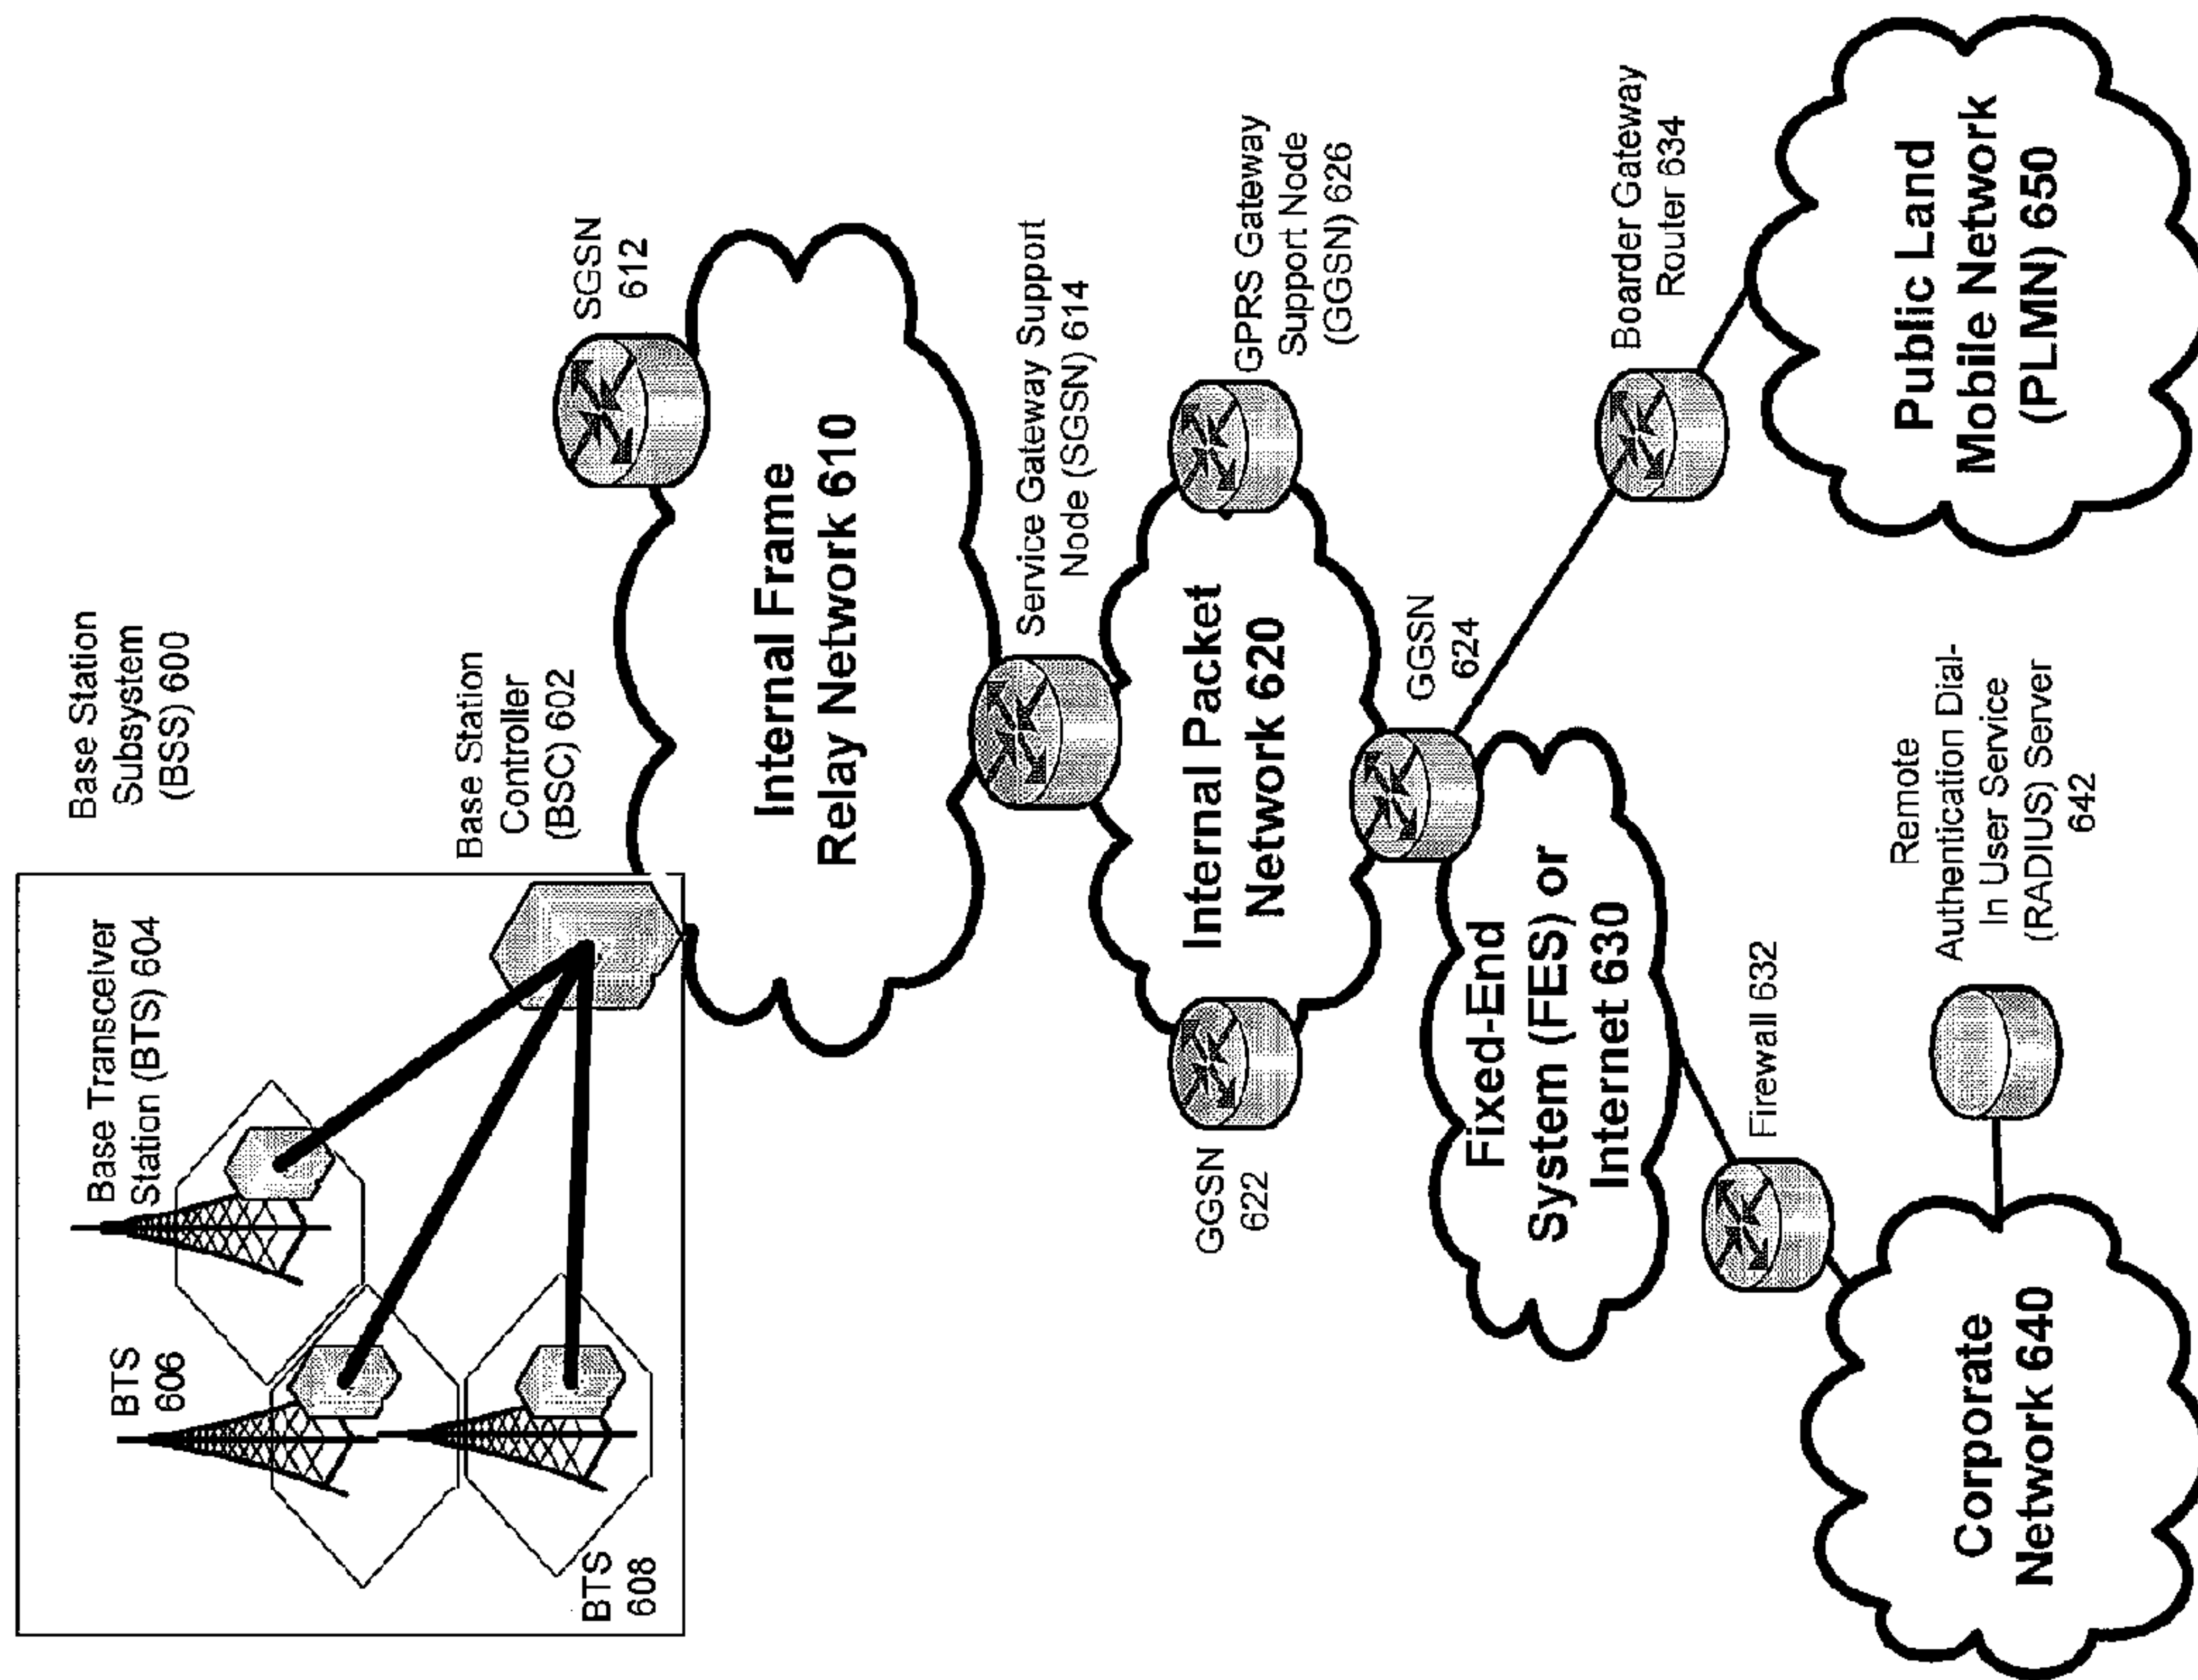 Base Station
Subsystem
(BSS) 600
Base Transceiver
Station (BTS) 604
BTS
606
BTS
608
Base Station
Controller
(BSC) 602
SGSN
612
Internal Frame
Relay Network 610
Service Gateway Support
Node (SGSN) 614
GPRS Gateway
Support Node
(GGSN) 626
Internal Packet
Network 620
GGSN
622
GGSN
624
Fixed-End
System (FES) or
Internet 630
Boarder Gateway
Router 634
Firewall 632
Remote
Authentication Dial-
In User Service
(RADIUS) Server
642
Public Land
Mobile Network
(PLMN) 650
Corporate
Network 640